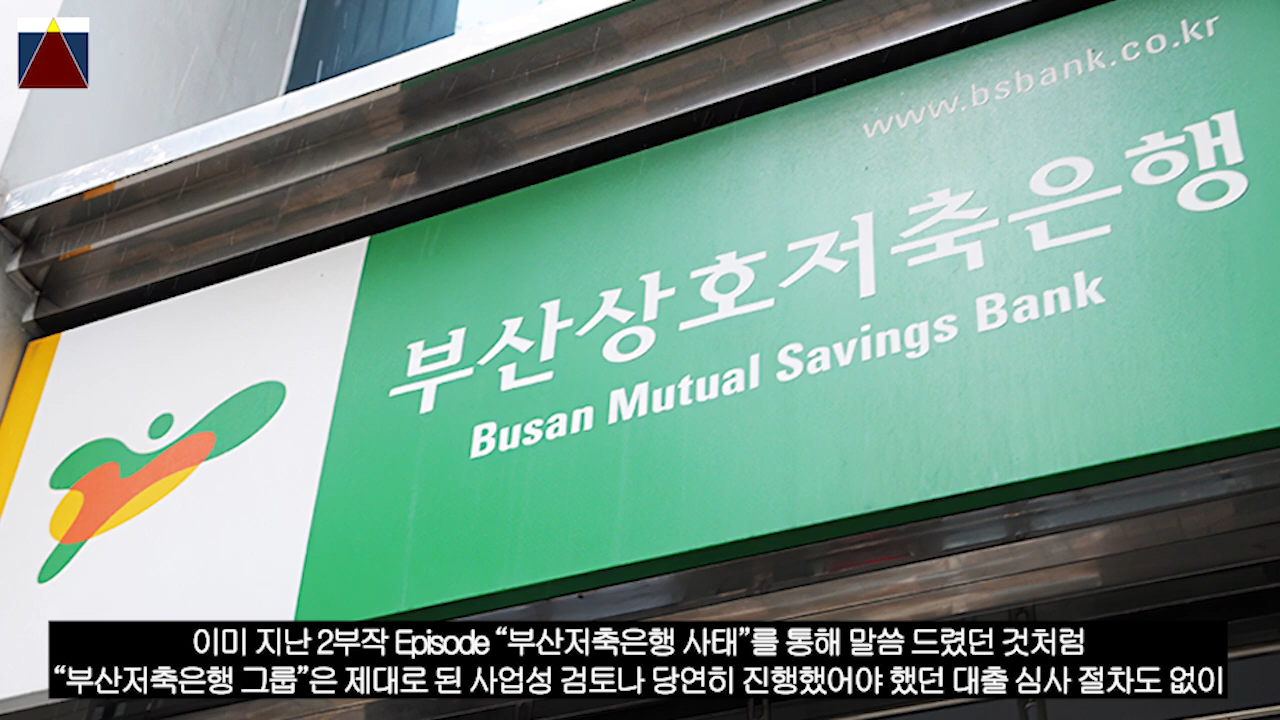 www.bsbank.co.kr
부산상호저축은행
Busan Mutual Savings Bank
이미 지난 2부작 Episode “부산저축은행 사태”를 통해 말씀 드렸던 것처럼
“부산저축은행 그룹”은 제대로 된 사업성 검토나 당연히 진행했어야 했던 대출 심사 절차도 없이